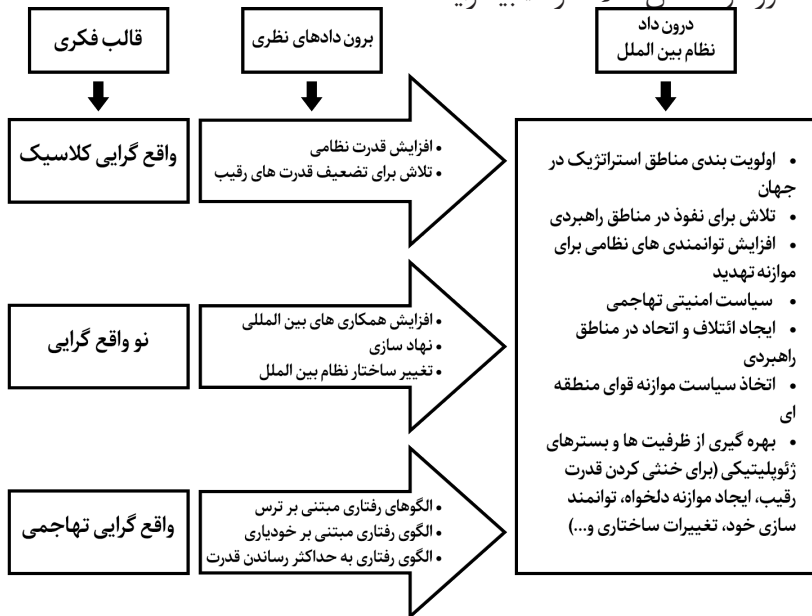 قالب فکری
برون دادهای نظری
درون داد
نظام بین الملل
واقع گرایی کلاسیک
• افزایش قدرت نظامی
• تلاش برای تضعیف قدرت های رقیب
نو واقع گرایی
• افزایش همکاری های بین المللی
• نهاد سازی
• تغییر ساختار نظام بین الملل
واقع گرایی تهاجمی
• الگوهای رفتاری مبتنی بر ترس
• الگوی رفتاری مبتنی بر خودیاری
• الگوی رفتاری به حداکثر رساندن قدرت
• اولویت بندی مناطق استراتژیک در
جهان
• تلاش برای نفوذ در مناطق راهبردی
• افزایش توانمندی های نظامی برای
موازنه تهدید
• سیاست امنیتی تهاجمی
• ایجاد ائتلاف و اتحاد در مناطق
راهبردی
• اتخاذ سیاست موازنه قوای منطقه
ای
• بهره گیری از ظرفیت ها و بسترهای
ژئوپلیتیکی (برای خنثی کردن قدرت
رقیب، ایجاد موازنه دلخواه، توانمند
سازی خود، تغییرات ساختاری و...)